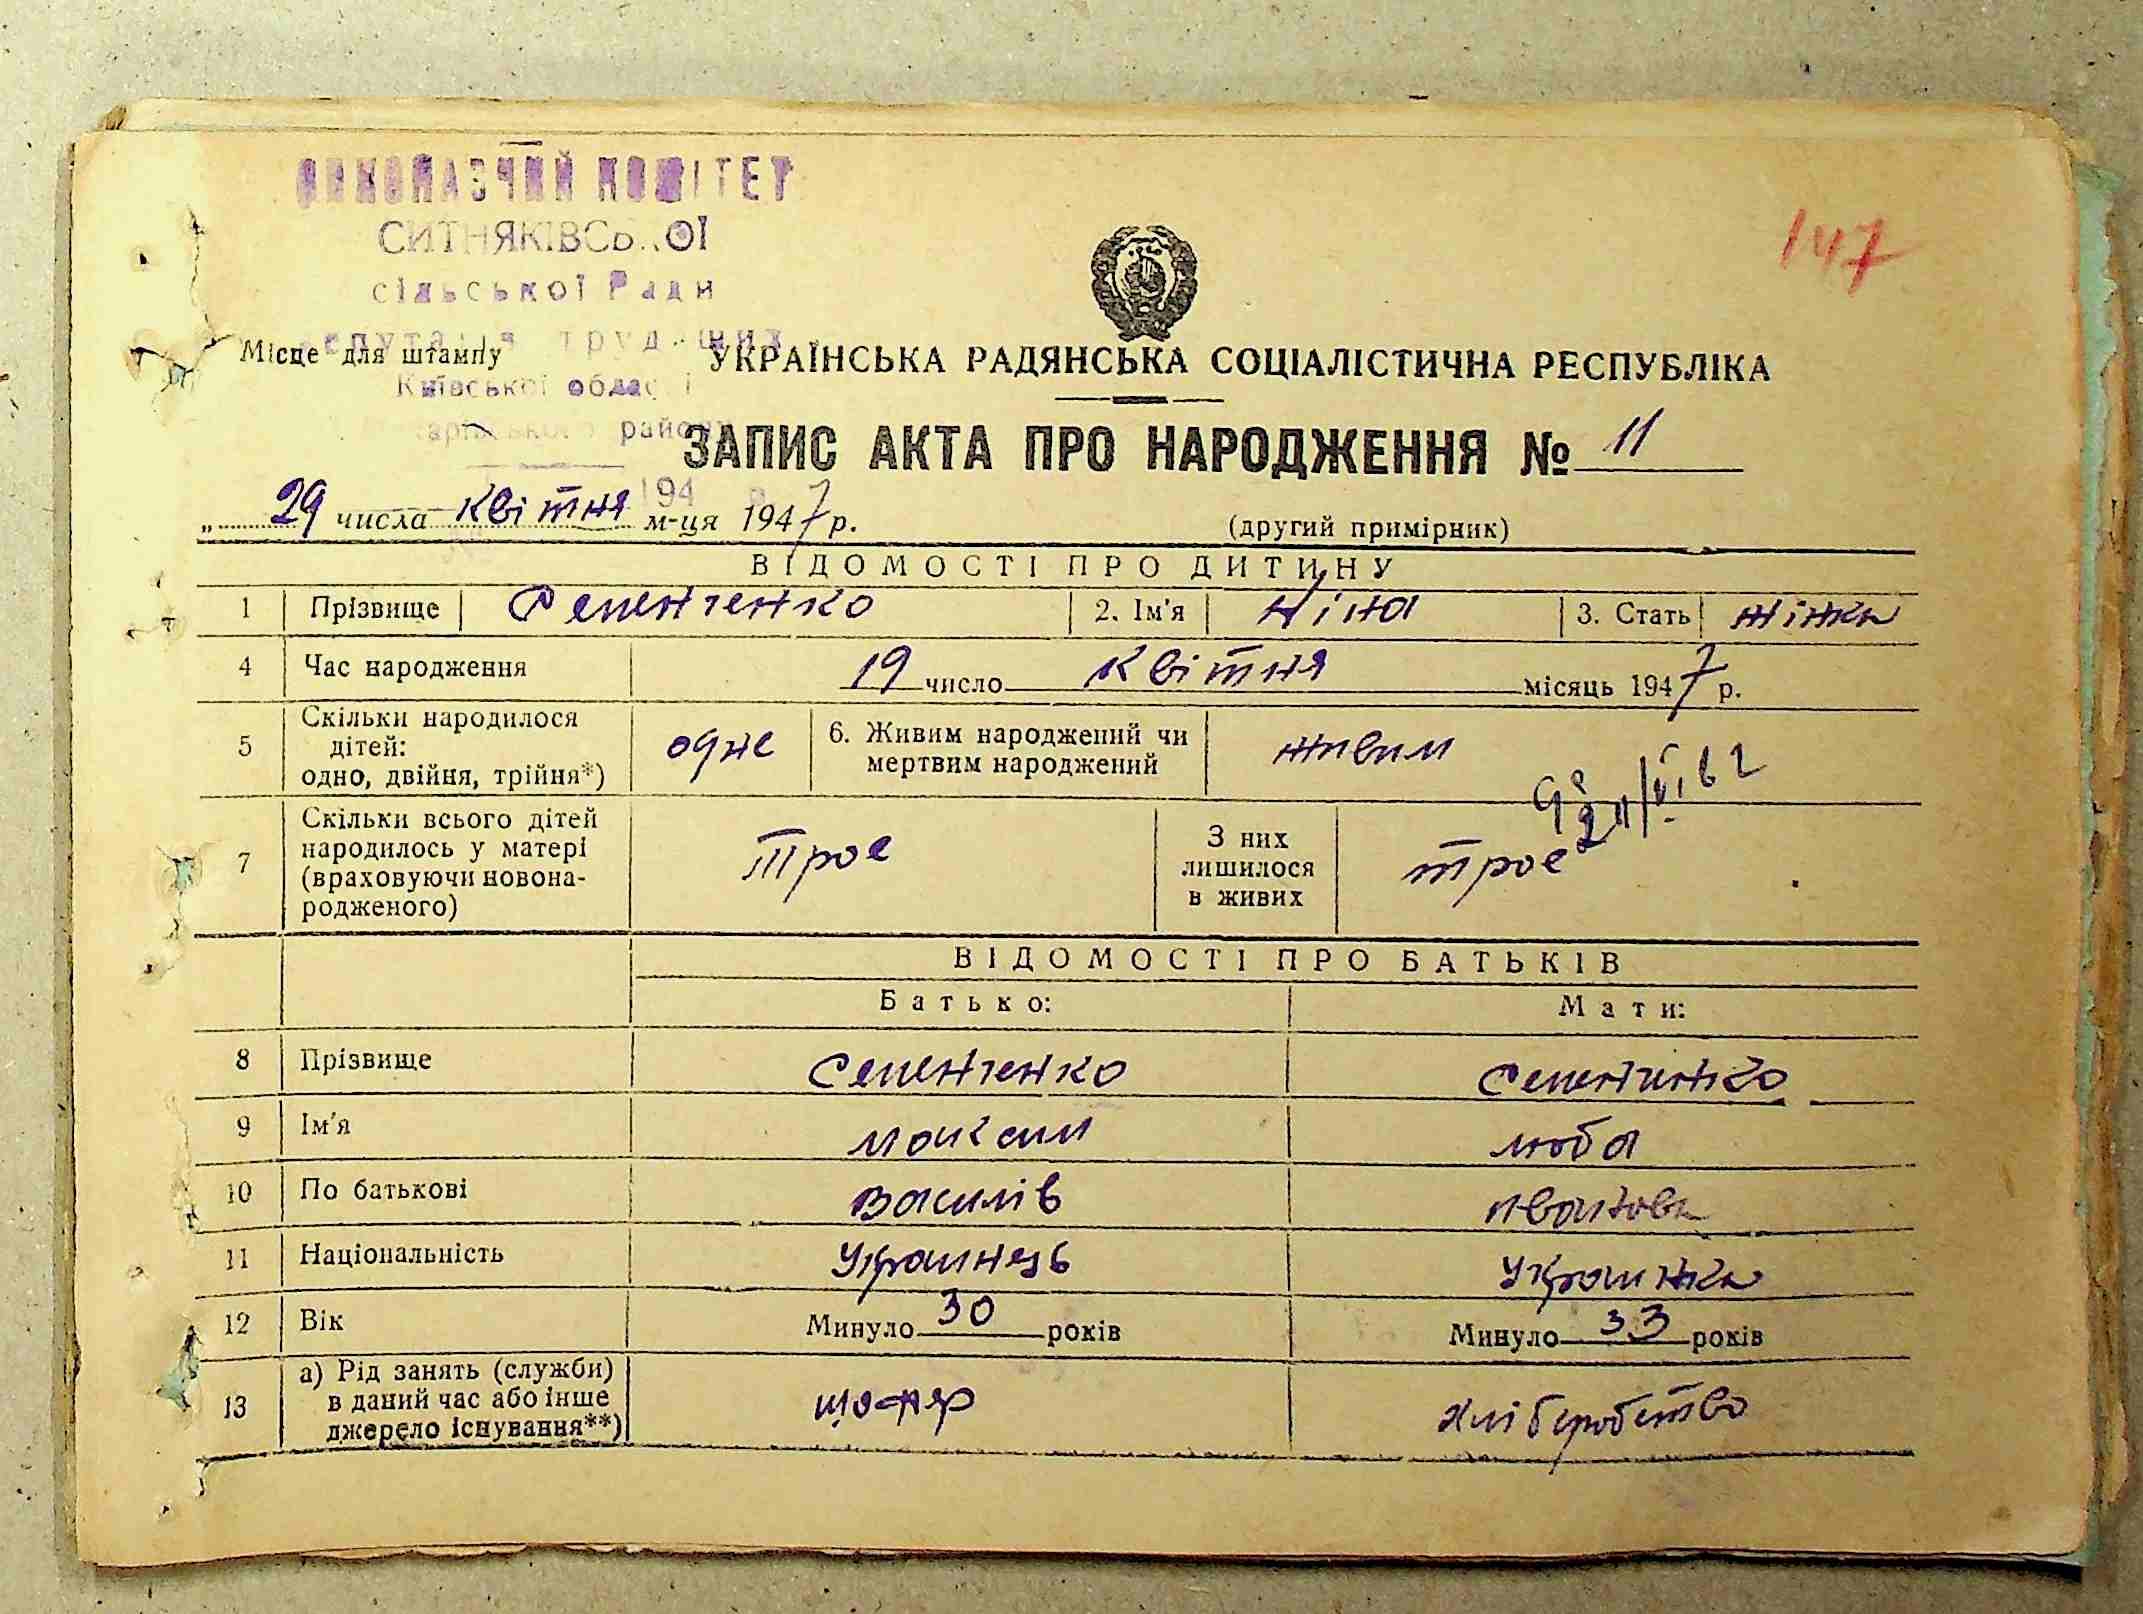 ВИКОНАВЧИЙ КОМІТЕТ
СИТНЯКІВСЬКОЇ
сільської Ради
147
Місце для штампу
УКРАЇНСЬКА РАДЯНСЬКА СОЦІАЛІСТИЧНА РЕСПУБЛІКА
Київської області
району
ЗАПИС АКТА ПРО НАРОДЖЕННЯ № 11
194
„ 29 числа квітня м-ця 1947 р.
(другий примірник)
ВІДОМОСТІ ПРО ДИТИНУ
1 Прізвище Семенченко 2. Ім'я Ніна 3. Стать жінка
4 Час народження 19 число квітня місяць 1947 р.
5 Скільки народилося дітей: одно, двійня, трійня*) одне 6. Живим народжений чи мертвим народжений живим
7 Скільки всього дітей народилось у матері (враховуючи новонародженого) Троє З них лишилося в живих троє
ВІДОМОСТІ ПРО БАТЬКІВ
Батько: Мати:
8 Прізвище Семенченко Семенченко
9 Ім'я Максим Люба
10 По батькові Василів Иванова
11 Національність Українець Українка
12 Вік Минуло 30 років Минуло 33 років
13 а) Рід занять (служби) в даний час або інше джерело існування**) шофер хліборобство